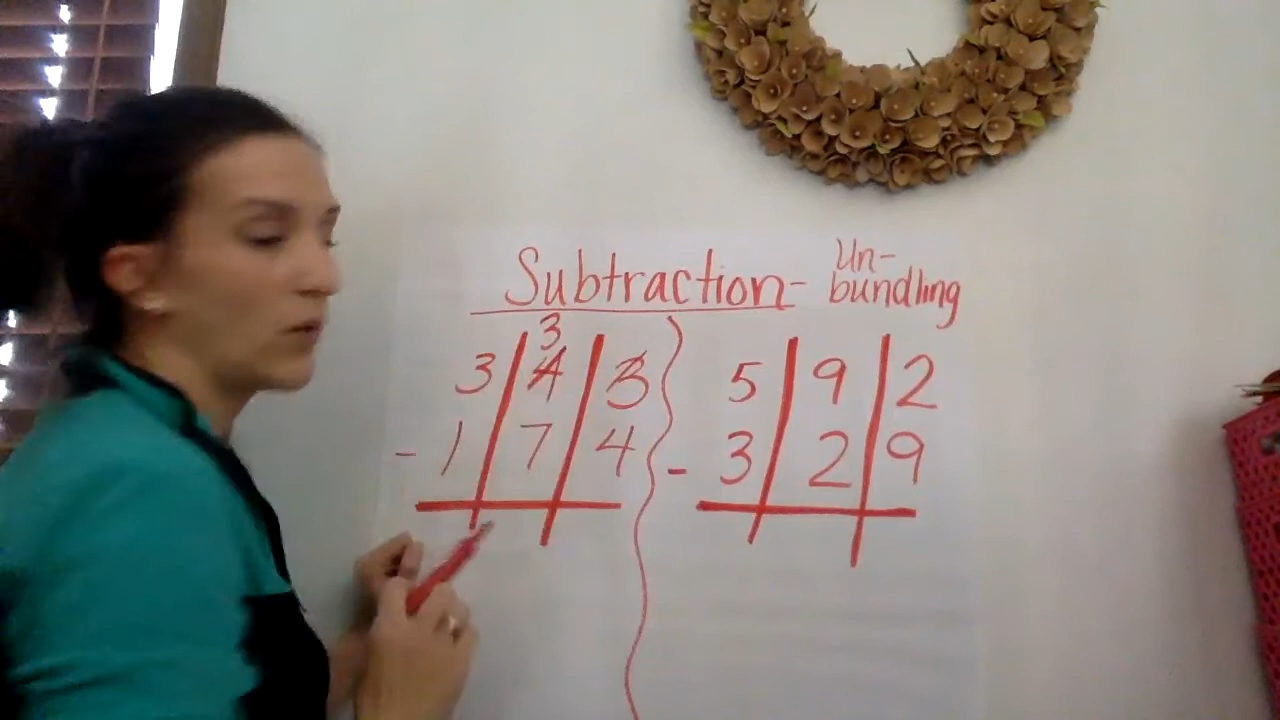 Subtraction- Un-
bundling
3
3 4 3
- 1 7 4
5 9 2
- 3 2 9